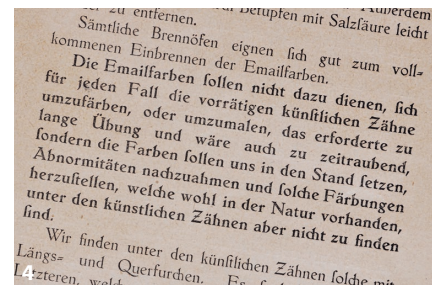 zu entfernen.
Betupfen mit Salzſäure leicht
Außerdem
Sämtliche Brennöfen eignen ſich gut zum voll⸗
kommenen Einbrennen der Emailfarben.
Die Emailfarben ſollen nicht dazu dienen, ſich
für jeden Fall die vorrätigen künſtlichen Zähne
umzufärben, oder umzumalen, das erforderte zu
lange Übung und wäre auch zu zeitraubend,
ſondern die Farben ſollen uns in den Stand ſetzen,
Abnormitäten nachzuahmen und ſolche Färbungen
herzuſtellen, welche wohl in der Natur vorhanden,
unter den künstlichen Zähnen aber nicht zu finden
ſind.
Wir finden unter den künſtlichen Zähnen ſolche mit
Längs⸗ und Querfurchen. Es
Letzteren,
4